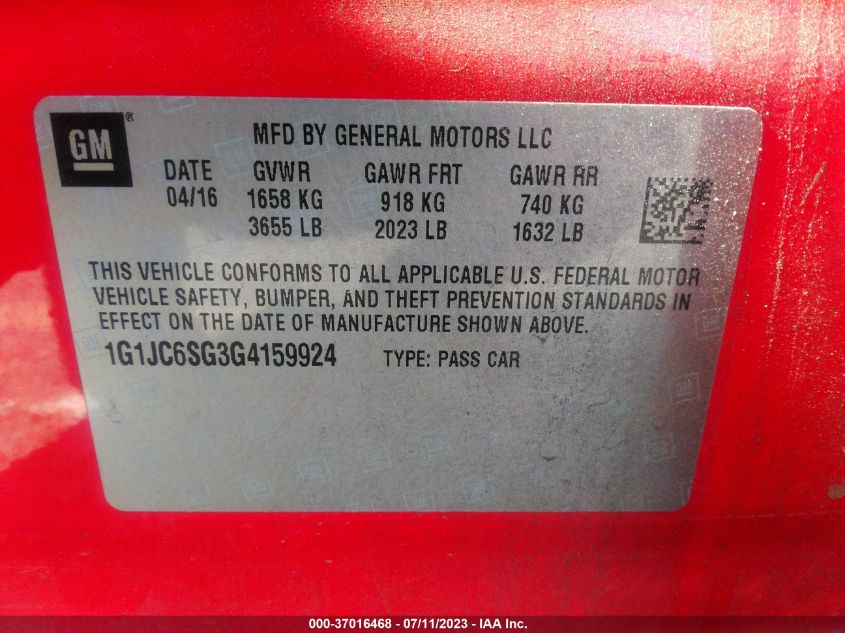 GM®
MFD BY GENERAL MOTORS LLC
DATE GVWR GAWR FRT GAWR RR
04/16 1658 KG 918 KG 740 KG
3655 LB 2023 LB 1632 LB
THIS VEHICLE CONFORMS TO ALL APPLICABLE U.S. FEDERAL MOTOR
VEHICLE SAFETY, BUMPER, AND THEFT PREVENTION STANDARDS IN
EFFECT ON THE DATE OF MANUFACTURE SHOWN ABOVE.
1G1JC6SG3G4159924 TYPE: PASS CAR
000-37016468 - 07/11/2023 - IAA Inc.